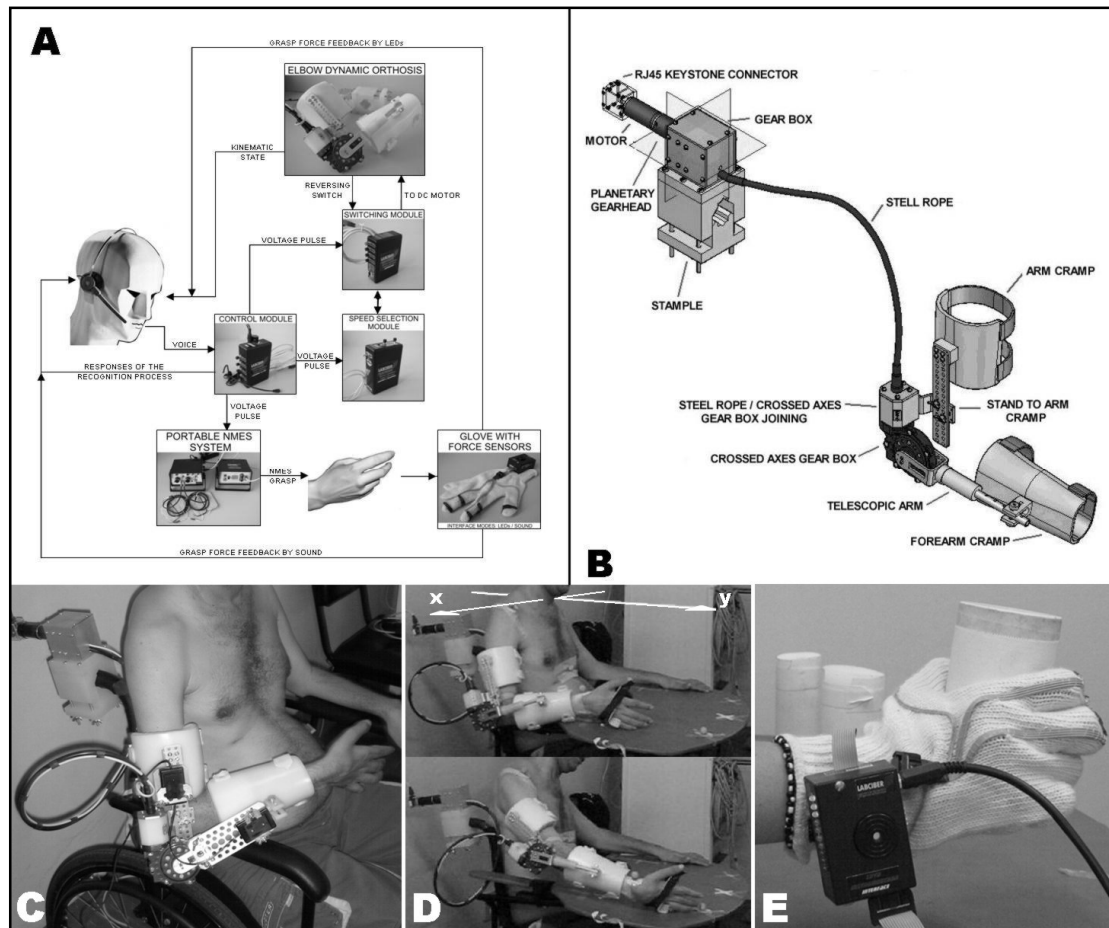 A
GRASP FORCE FEEDBACK BY LEDs
ELBOW DYNAMIC ORTHOSIS
KINEMATIC
STATE
REVERSING
SWITCH
TO DC MOTOR
SWITCHING MODULE
VOLTAGE PULSE
CONTROL MODULE
SPEED SELECTION
MODULE
VOICE
VOLTAGE
PULSE
RESPONSES OF THE
RECOGNITION PROCESS
VOLTAGE
PULSE
PORTABLE NMES
SYSTEM
GLOVE WITH
FORCE SENSORS
NMES
GRASP
INTERFACE MODES: LEDs / SOUND
GRASP FORCE FEEDBACK BY SOUND
RJ45 KEYSTONE CONNECTOR
GEAR BOX
MOTOR
PLANETARY
GEARHEAD
STELL ROPE
STAMPLE
ARM CRAMP
STEEL ROPE / CROSSED AXES
GEAR BOX JOINING
STAND TO ARM
CRAMP
CROSSED AXES GEAR BOX
TELESCOPIC ARM
FOREARM CRAMP
B
C
x
y
D
LABCIBER
E